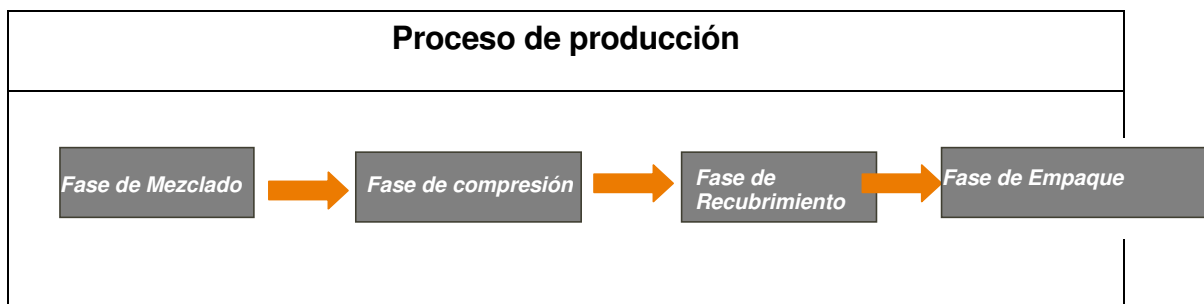 Proceso de producción
Fase de Mezclado
Fase de compresión
Fase de
Recubrimiento
Fase de Empaque